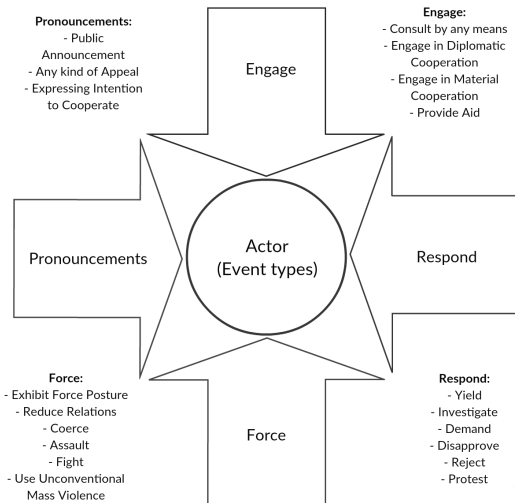 Pronouncements:
- Public
Announcement
- Any kind of Appeal
- Expressing Intention
to Cooperate
Engage
Engage:
- Consult by any means
- Engage in Diplomatic
Cooperation
- Engage in Material
Cooperation
- Provide Aid
Pronouncements
Actor
(Event types)
Respond
Force:
- Exhibit Force Posture
- Reduce Relations
- Coerce
- Assault
- Fight
- Use Unconventional
Mass Violence
Force
Respond:
- Yield
- Investigate
- Demand
- Disapprove
- Reject
- Protest